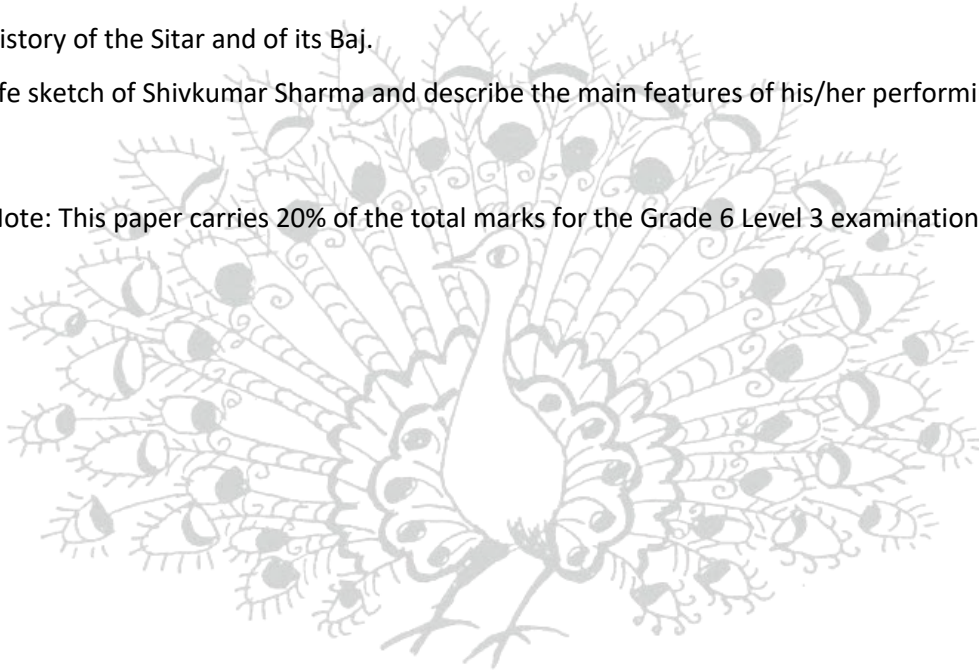 istory of the Sitar and of its Baj.
fe sketch of Shivkumar Sharma and describe the main features of his/her performi
ote: This paper carries 20% of the total marks for the Grade 6 Level 3 examination